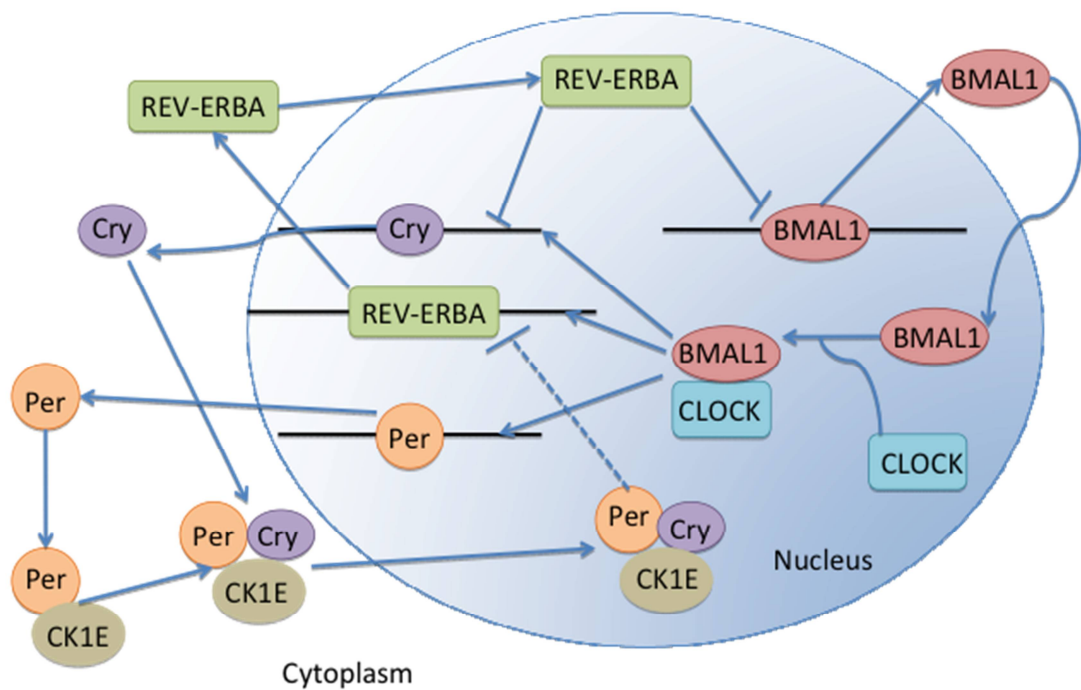 REV-ERBA
REV-ERBA
BMAL1
Cry
Cry
BMAL1
REV-ERBA
BMAL1
BMAL1
CLOCK
Per
Per
CLOCK
Per
Cry
Per
Cry
Per
CK1E
CK1E
CK1E
Nucleus
Cytoplasm